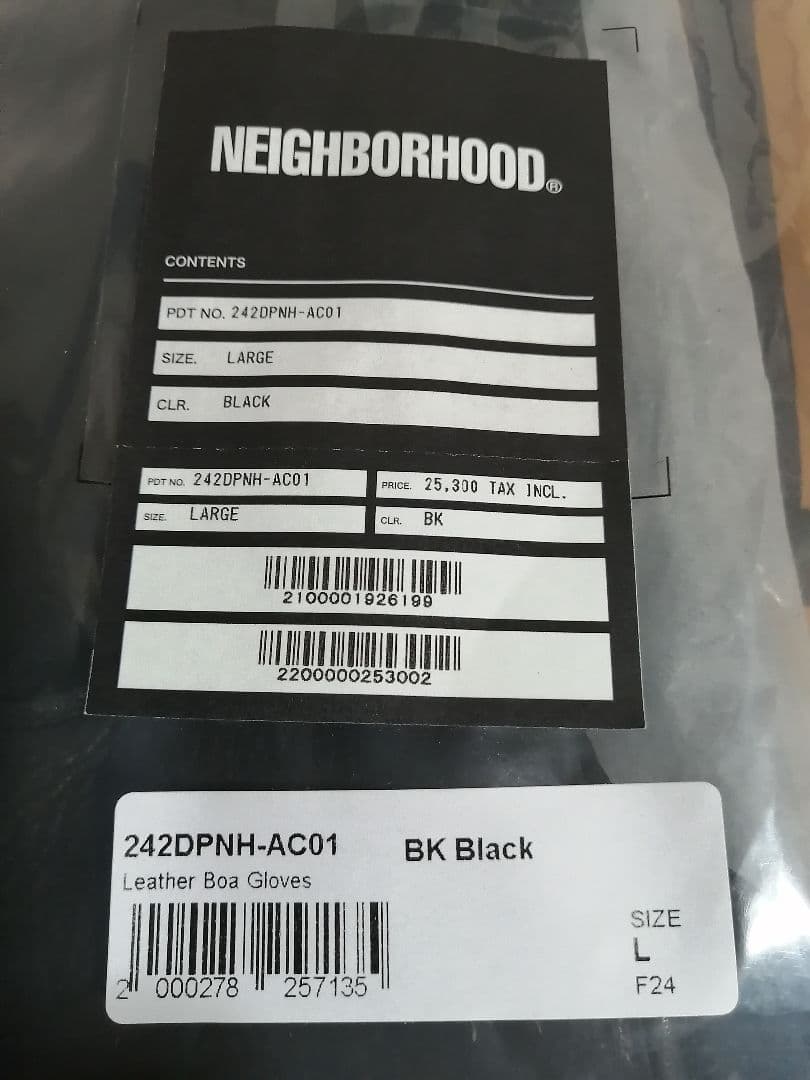 NEIGHBORHOOD®
CONTENTS
PDT NO. 242DPNH-AC01
SIZE. LARGE
CLR. BLACK
PDT NO. 242DPNH-AC01 PRICE. 25,300 TAX INCL.
SIZE. LARGE CLR. BK
2100001926199
2200000253002
242DPNH-AC01 BK Black
Leather Boa Gloves
SIZE
L
2 000278 257135
F24